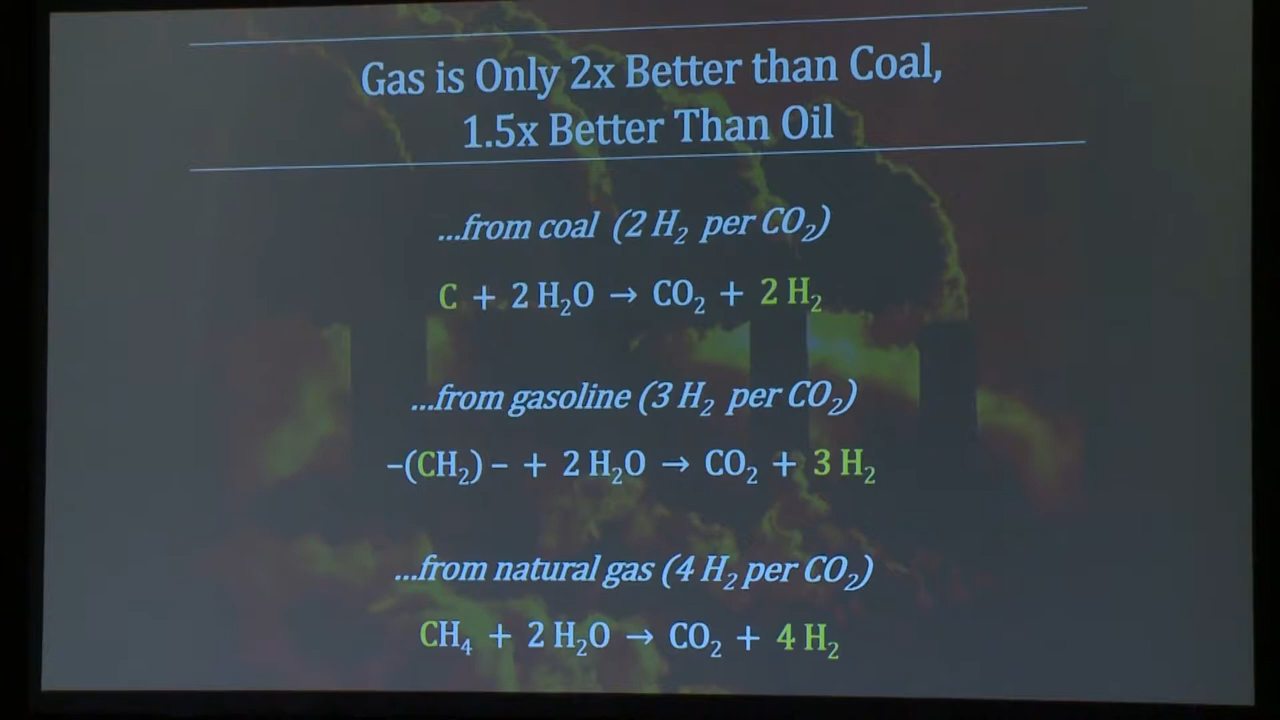 Gas is Only 2x Better than Coal,
1.5x Better Than Oil
...from coal (2 H₂ per CO₂)
C + 2 H₂O → CO₂ + 2 H₂
...from gasoline (3 H₂ per CO₂)
–(CH₂) – + 2 H₂O → CO₂ + 3 H₂
...from natural gas (4 H₂ per CO₂)
CH₄ + 2 H₂O → CO₂ + 4 H₂